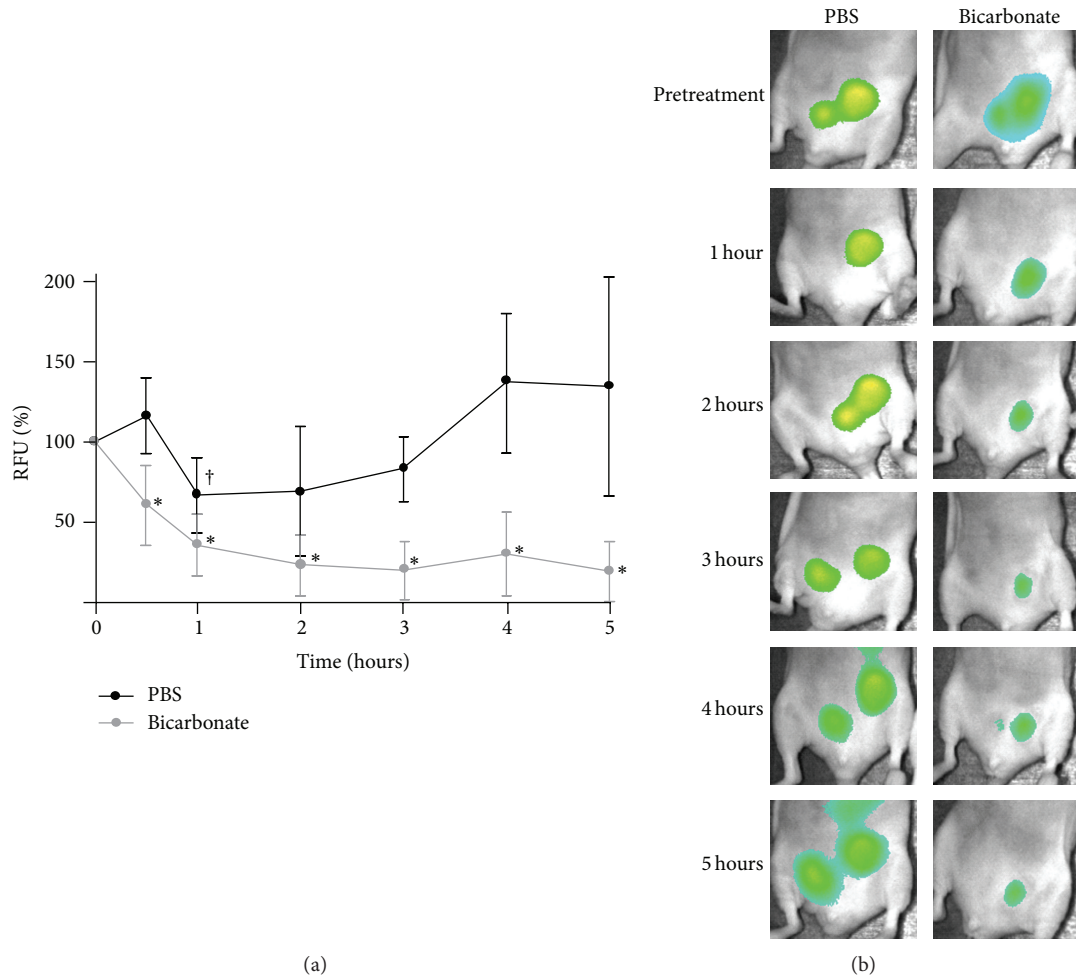 PBS
Bicarbonate
Pretreatment
1 hour
2 hours
3 hours
4 hours
5 hours
200
150
100
50
RFU (%)
†
*
*
*
*
*
*
0
1
2
3
4
5
Time (hours)
PBS
Bicarbonate
(a)
(b)